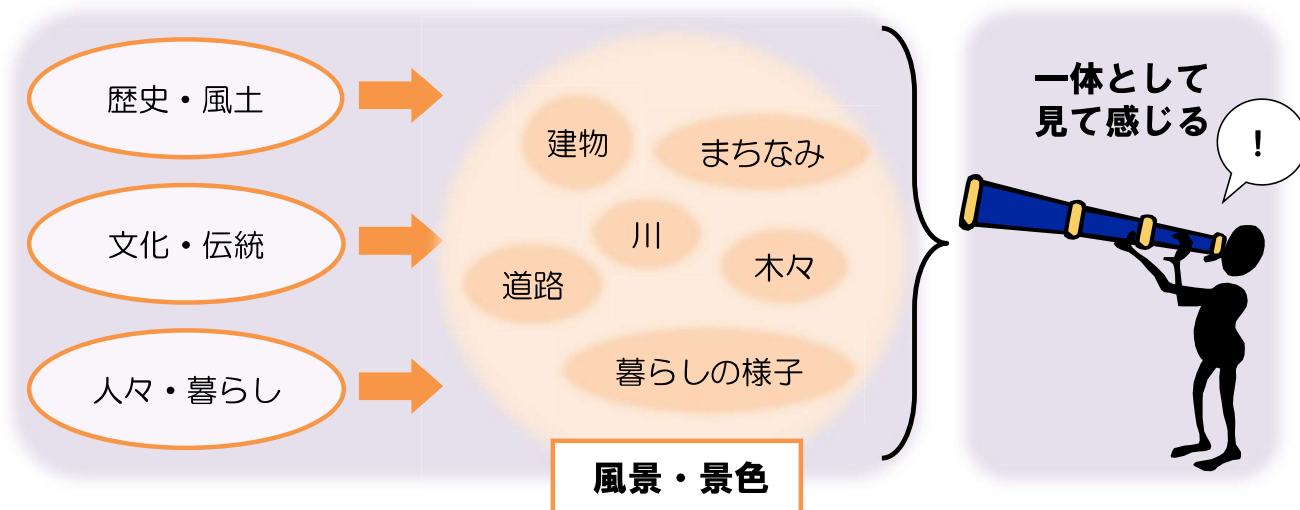 歴史・風土
文化・伝統
人々・暮らし
建物
まちなみ
川
木々
道路
暮らしの様子
風景・景色
一体として
見て感じる
！